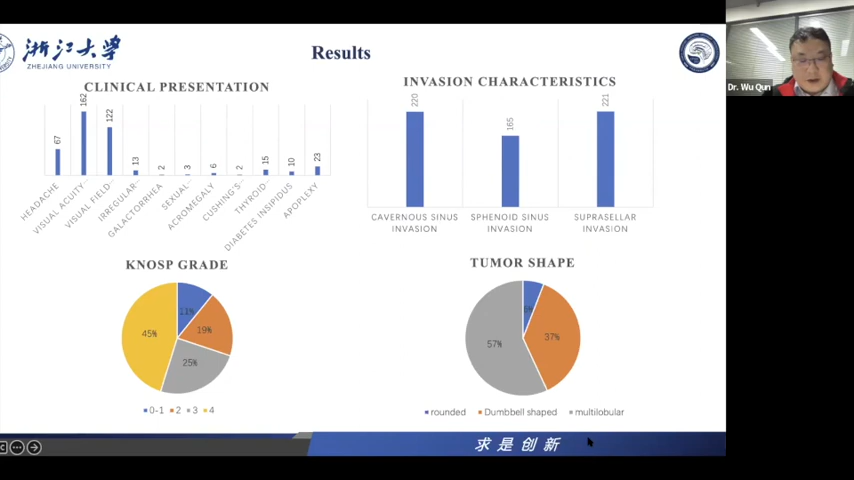 浙江大学
ZHEJIANG UNIVERSITY
Results
Dr. Wu Qun
CLINICAL PRESENTATION
67
162
122
13
2
3
6
2
15
10
23
HEADACHE
VISUAL ACUITY…
VISUAL FIELD…
IRREGULAR…
GALACTORRHEA
SEXUAL…
ACROMEGALY
CUSHING'S…
THYROID…
DIABETES INSIPIDUS
APOPLEXY
INVASION CHARACTERISTICS
220
165
221
CAVERNOUS SINUS
INVASION
SPHENOID SINUS
INVASION
SUPRASELLAR
INVASION
KNOSP GRADE
11%
19%
25%
45%
0-1 2 3 4
TUMOR SHAPE
37%
57%
rounded Dumbbell shaped multilobular
求是创新